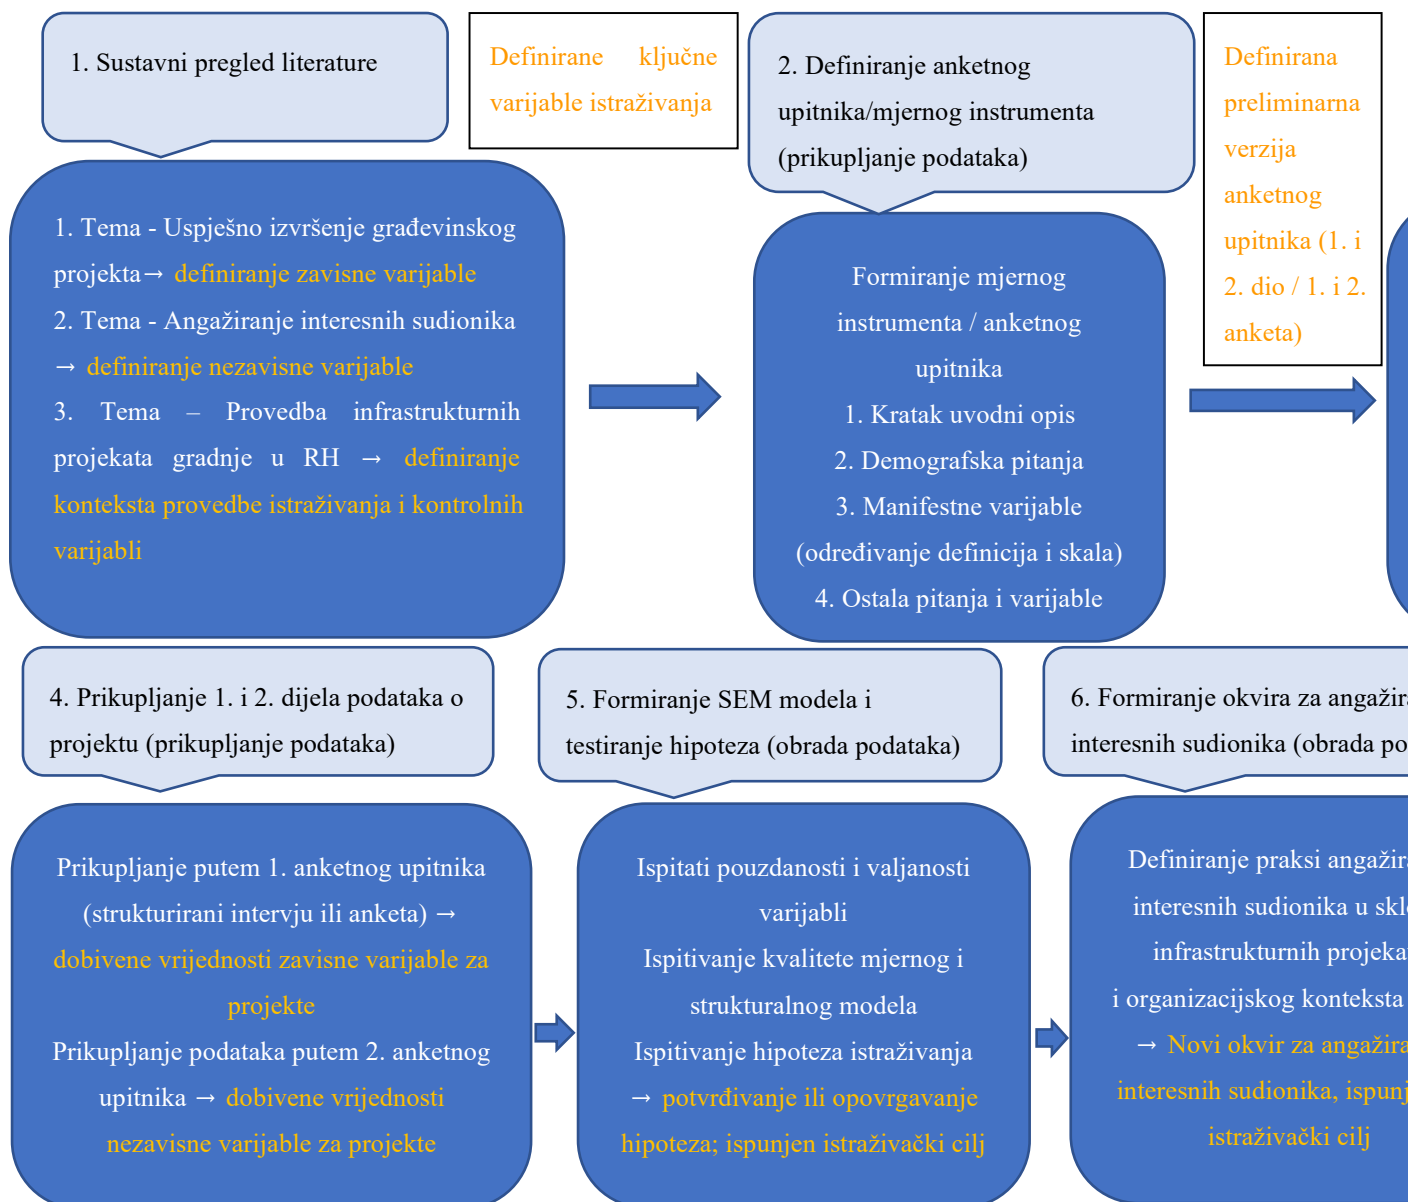 1. Sustavni pregled literature
Definirane ključne
varijable istraživanja
2. Definiranje anketnog
upitnika/mjernog instrumenta
(prikupljanje podataka)
Definirana
preliminarna
verzija
anketnog
upitnika (1. i
2. dio / 1. i 2.
anketa)
1. Tema - Uspješno izvršenje građevinskog
projekta→ definiranje zavisne varijable
2. Tema - Angažiranje interesnih sudionika
→ definiranje nezavisne varijable
3. Tema – Provedba infrastrukturnih
projekata gradnje u RH → definiranje
konteksta provedbe istraživanja i kontrolnih
varijabli
Formiranje mjernog
instrumenta / anketnog
upitnika
1. Kratak uvodni opis
2. Demografska pitanja
3. Manifestne varijable
(određivanje definicija i skala)
4. Ostala pitanja i varijable
4. Prikupljanje 1. i 2. dijela podataka o
projektu (prikupljanje podataka)
5. Formiranje SEM modela i
testiranje hipoteza (obrada podataka)
6. Formiranje okvira za
interesnih sudionika (obrada
Prikupljanje putem 1. anketnog upitnika
(strukturirani intervju ili anketa) →
dobivene vrijednosti zavisne varijable za
projekte
Prikupljanje podataka putem 2. anketnog
upitnika → dobivene vrijednosti
nezavisne varijable za projekte
Ispitati pouzdanosti i valjanosti
varijabli
Ispitivanje kvalitete mjernog i
strukturalnog modela
Ispitivanje hipoteza istraživanja
→ potvrđivanje ili opovrgavanje
hipoteza; ispunjen istraživački cilj
Definiranje praksi
interesnih sudionika u
infrastrukturnih
i organizacijskog konteksta
→ Novi okvir za
interesnih sudionika,
istraživački cilj